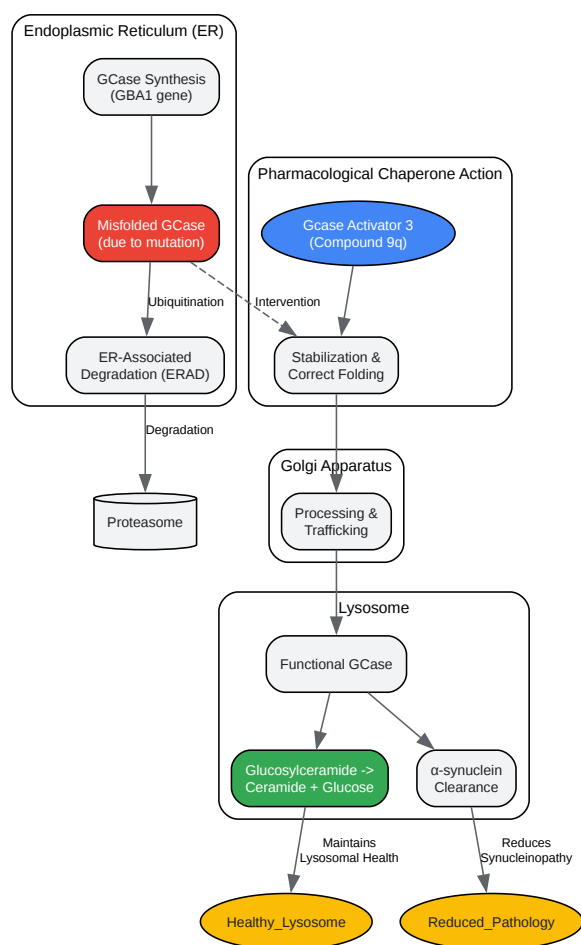 Endoplasmic Reticulum (ER)
GCase Synthesis
(GBA1 gene)
Pharmacological Chaperone Action
Misfolded GCase
(due to mutation)
Gcase Activator 3
(Compound 9q)
Ubiquitination
Intervention
ER-Associated
Degradation (ERAD)
Stabilization &
Correct Folding
Degradation
Golgi Apparatus
Proteasome
Processing &
Trafficking
Lysosome
Functional GCase
Glucosylceramide ->
Ceramide + Glucose
α-synuclein
Clearance
Maintains
Lysosomal Health
Reduces
Synucleinopathy
Healthy_Lysosome
Reduced_Pathology